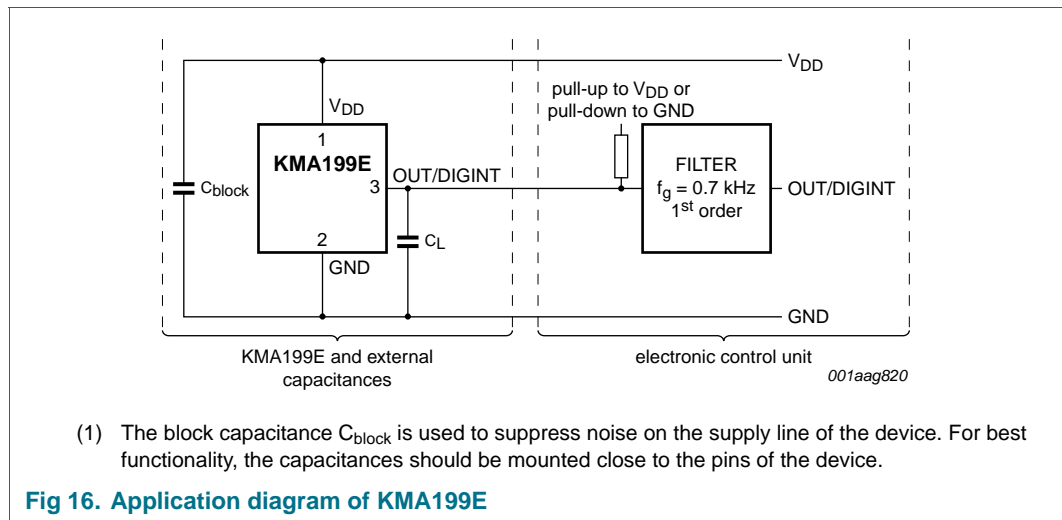 V_DD
pull-up to V_DD or
pull-down to GND
V_DD
1
KMA199E
3
OUT/DIGINT
FILTER
f_g = 0.7 kHz
1st order
OUT/DIGINT
C_block
C_L
2
GND
GND
KMA199E and external
capacitances
electronic control unit
001aag820
(1) The block capacitance C_block is used to suppress noise on the supply line of the device. For best
functionality, the capacitances should be mounted close to the pins of the device.
Fig 16. Application diagram of KMA199E